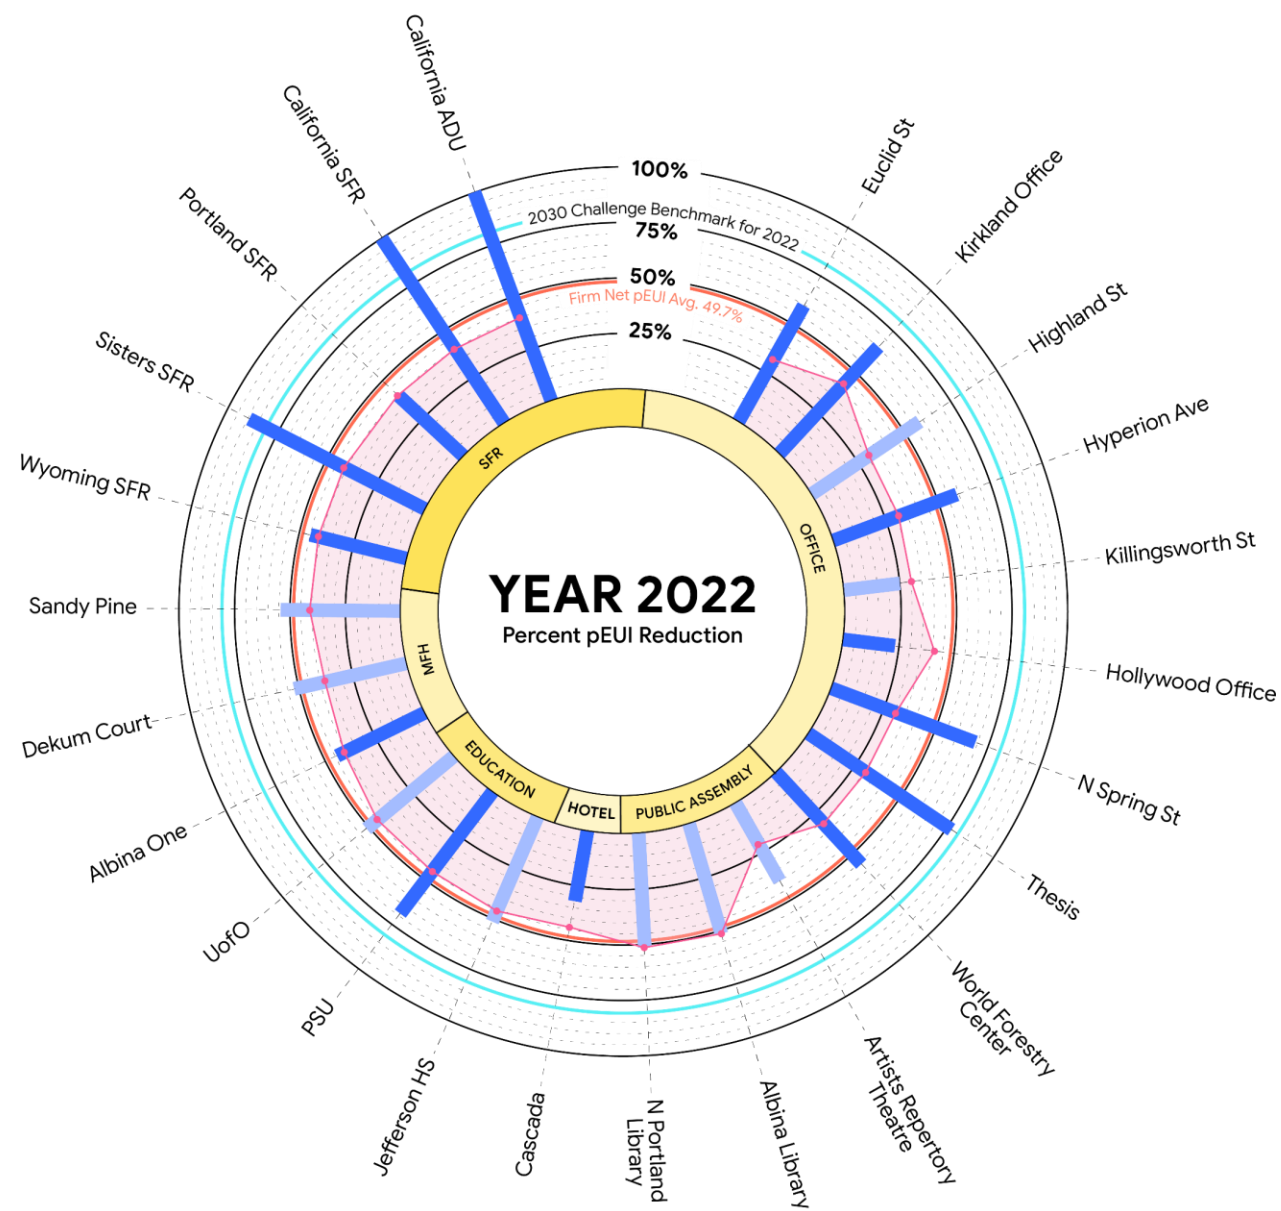 California ADU
California SFR
Portland SFR
Sisters SFR
Wyoming SFR
Sandy Pine
Dekum Court
Albina One
UofO
PSU
Jefferson HS
Cascada
N Portland
Library
Albina Library
Artists Repertory
Theatre
World Forestry
Center
Thesis
N Spring St
Hollywood Office
Killingsworth St
Hyperion Ave
Highland St
Kirkland Office
Euclid St
100%
2030 Challenge Benchmark for 2022
75%
50%
Firm Net pEUI Avg. 49.7%
25%
SFR
OFFICE
MFH
EDUCATION
HOTEL
PUBLIC ASSEMBLY
YEAR 2022
Percent pEUI Reduction